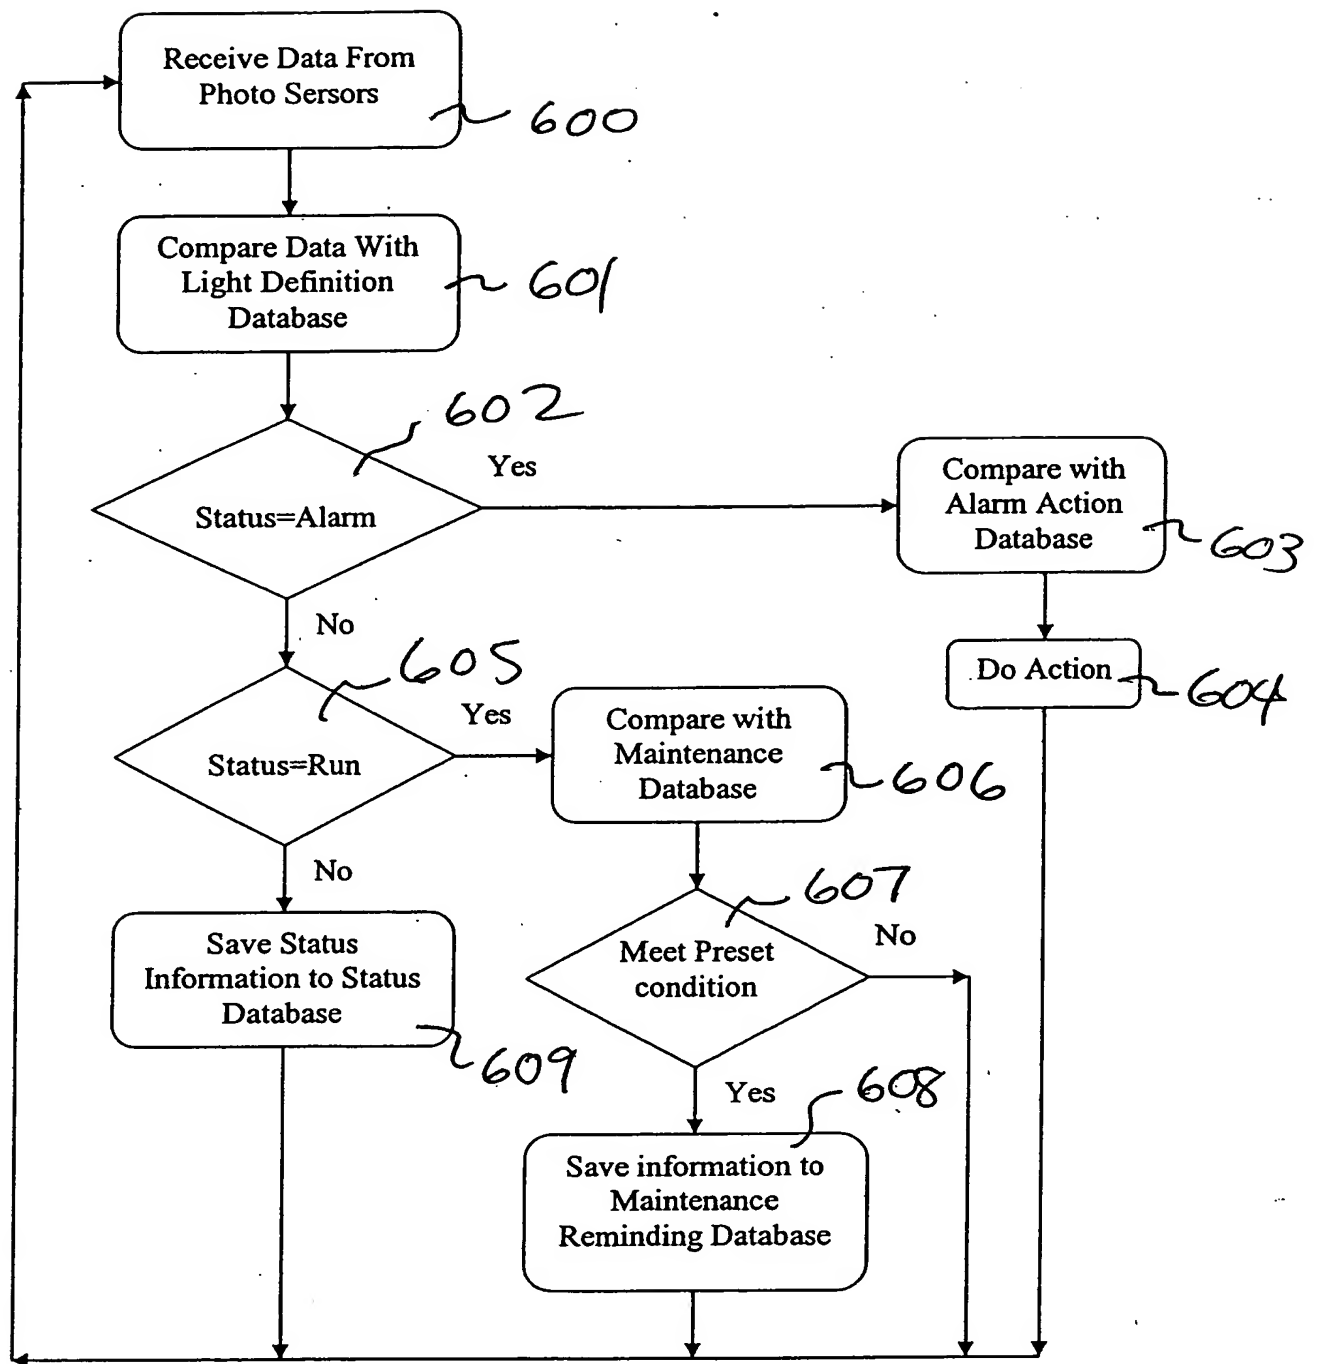 Receive Data From
Photo Sersors
600
Compare Data With
Light Definition
Database
601
602
Status=Alarm
Yes
Compare with
Alarm Action
Database
603
No
Do Action
604
605
Status=Run
Yes
Compare with
Maintenance
Database
606
No
607
Meet Preset
condition
No
Save Status
Information to Status
Database
609
Yes
608
Save information to
Maintenance
Reminding Database